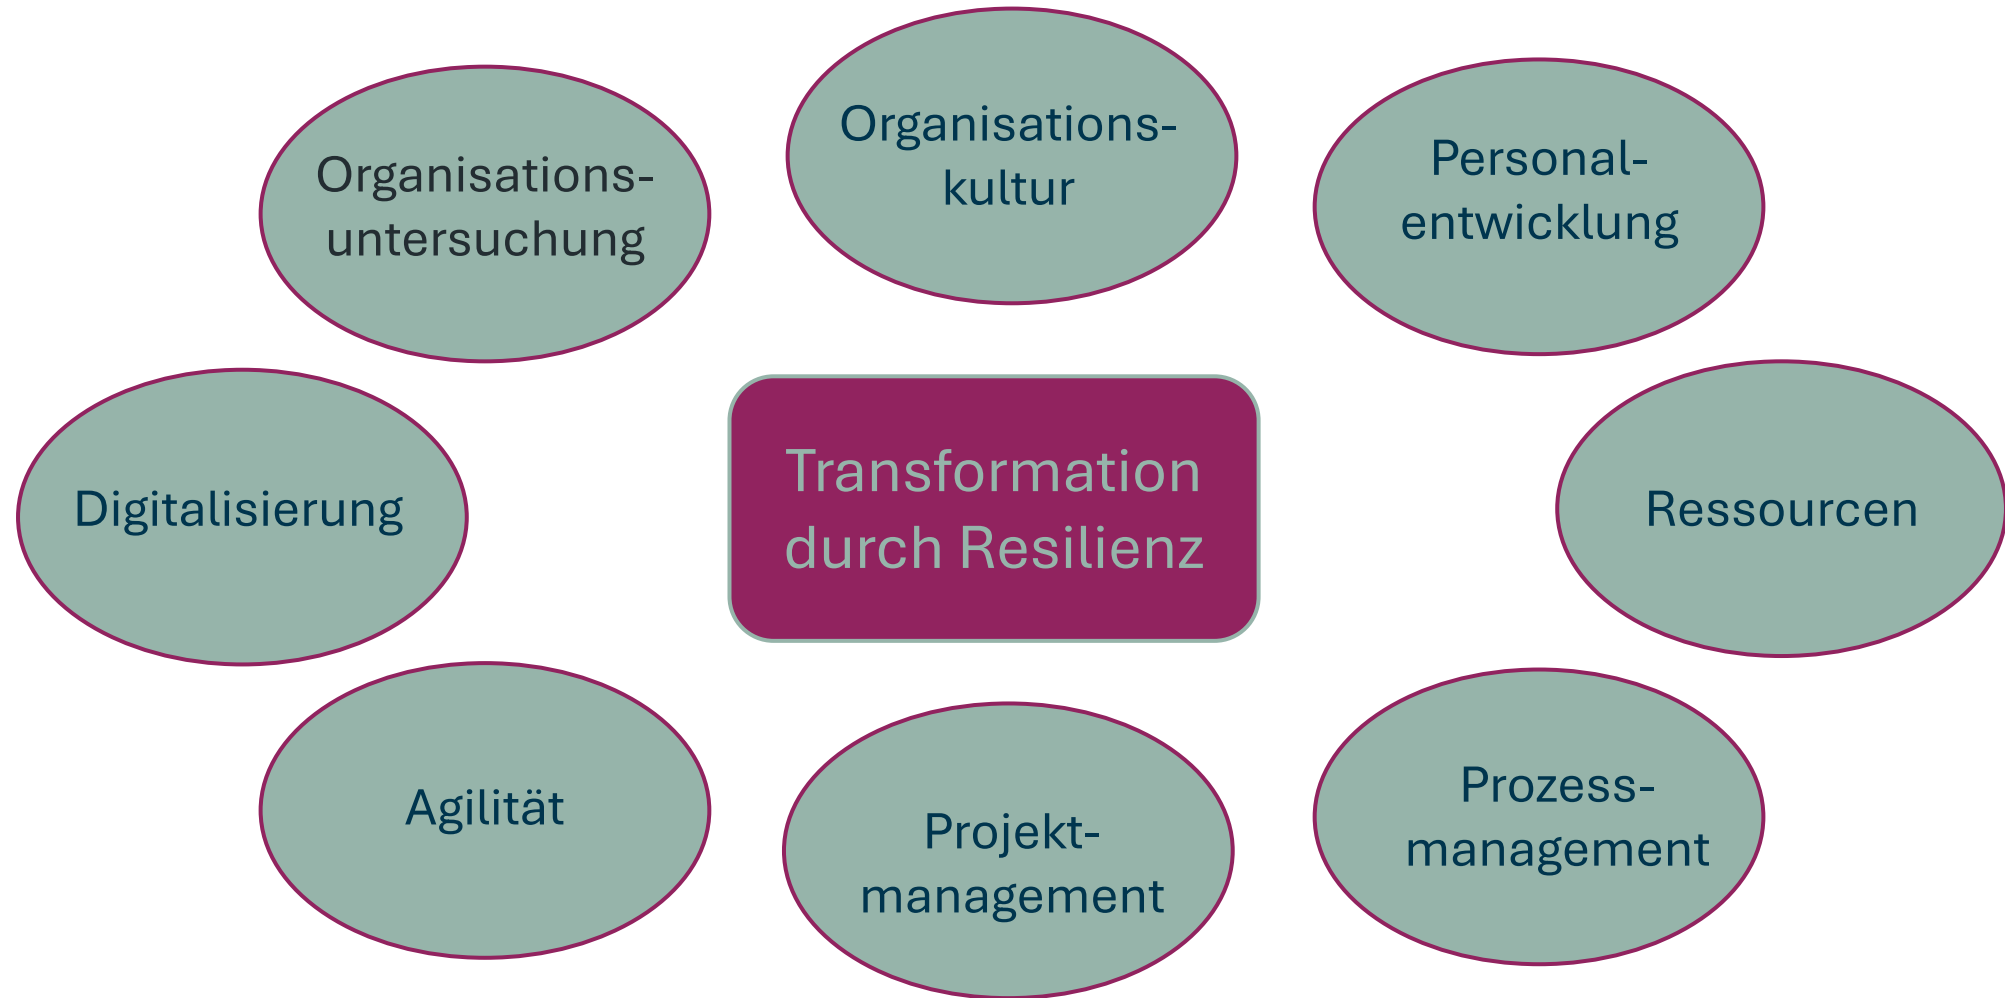 Organisations-
kultur
Organisations-
untersuchung
Personal-
entwicklung
Digitalisierung
Transformation
durch Resilienz
Ressourcen
Agilität
Projekt-
management
Prozess-
management